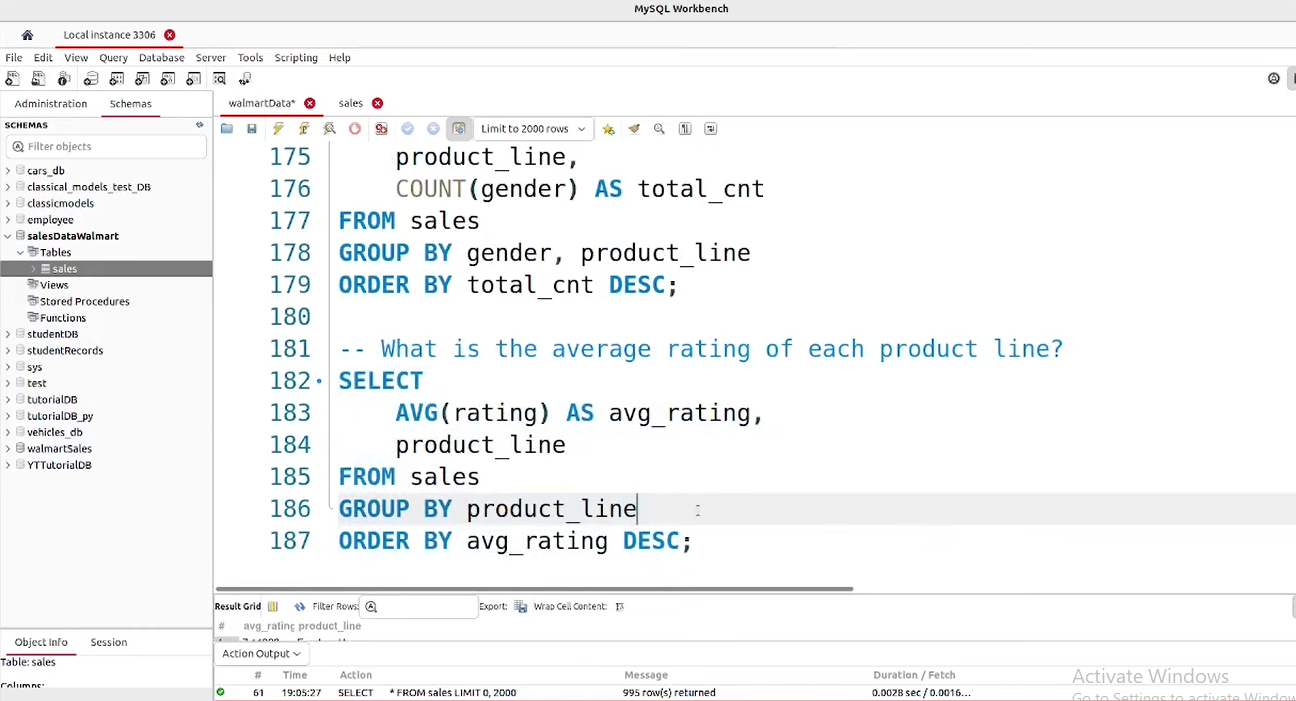 MySQL Workbench
Local instance 3306
File Edit View Query Database Server Tools Scripting Help
Administration Schemas
walmartData* sales
SCHEMAS
Filter objects
Limit to 2000 rows
cars_db
classical_models_test_DB
classicmodels
employee
salesDataWalmart
Tables
sales
Views
Stored Procedures
Functions
studentDB
studentRecords
sys
test
tutorialDB
tutorialDB_py
vehicles_db
walmartSales
YTTutorialDB
175 product_line,
176 COUNT(gender) AS total_cnt
177 FROM sales
178 GROUP BY gender, product_line
179 ORDER BY total_cnt DESC;
180
181 -- What is the average rating of each product line?
182 SELECT
183 AVG(rating) AS avg_rating,
184 product_line
185 FROM sales
186 GROUP BY product_line
187 ORDER BY avg_rating DESC;
Result Grid Filter Rows: Export: Wrap Cell Content:
# avg_rating product_line
Object Info Session
Table: sales
Columns:
Action Output
# Time Action Message Duration / Fetch
61 19:05:27 SELECT * FROM sales LIMIT 0, 2000 995 row(s) returned 0.0028 sec / 0.0016...
Activate Windows
Go to Settings to activate Window